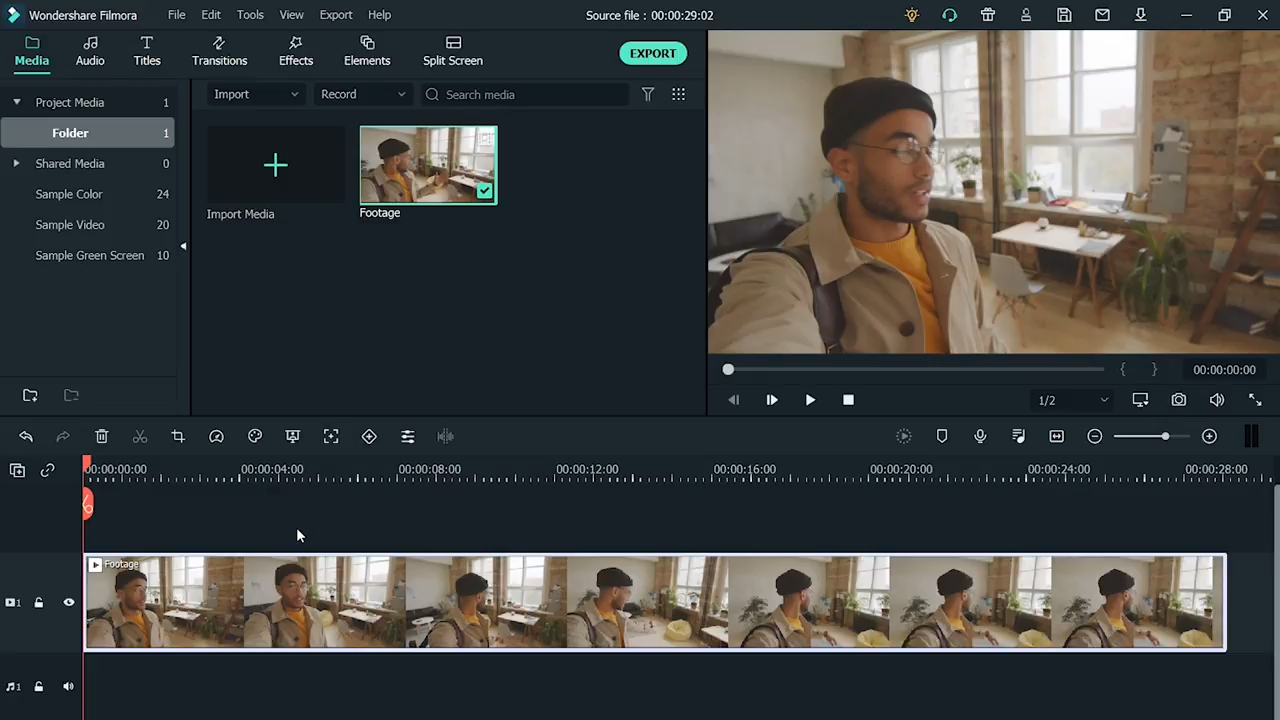 Wondershare Filmora File Edit Tools View Export Help Source file : 00:00:29:02
Media Audio Titles Transitions Effects Elements Split Screen EXPORT
Project Media 1
Folder 1
Shared Media 0
Sample Color 24
Sample Video 20
Sample Green Screen 10
Import Record Search media
Import Media Footage
00:00:00:00
1/2
00:00:00:00 00:00:04:00 00:00:08:00 00:00:12:00 00:00:16:00 00:00:20:00 00:00:24:00 00:00:28:00
Footage
1
1